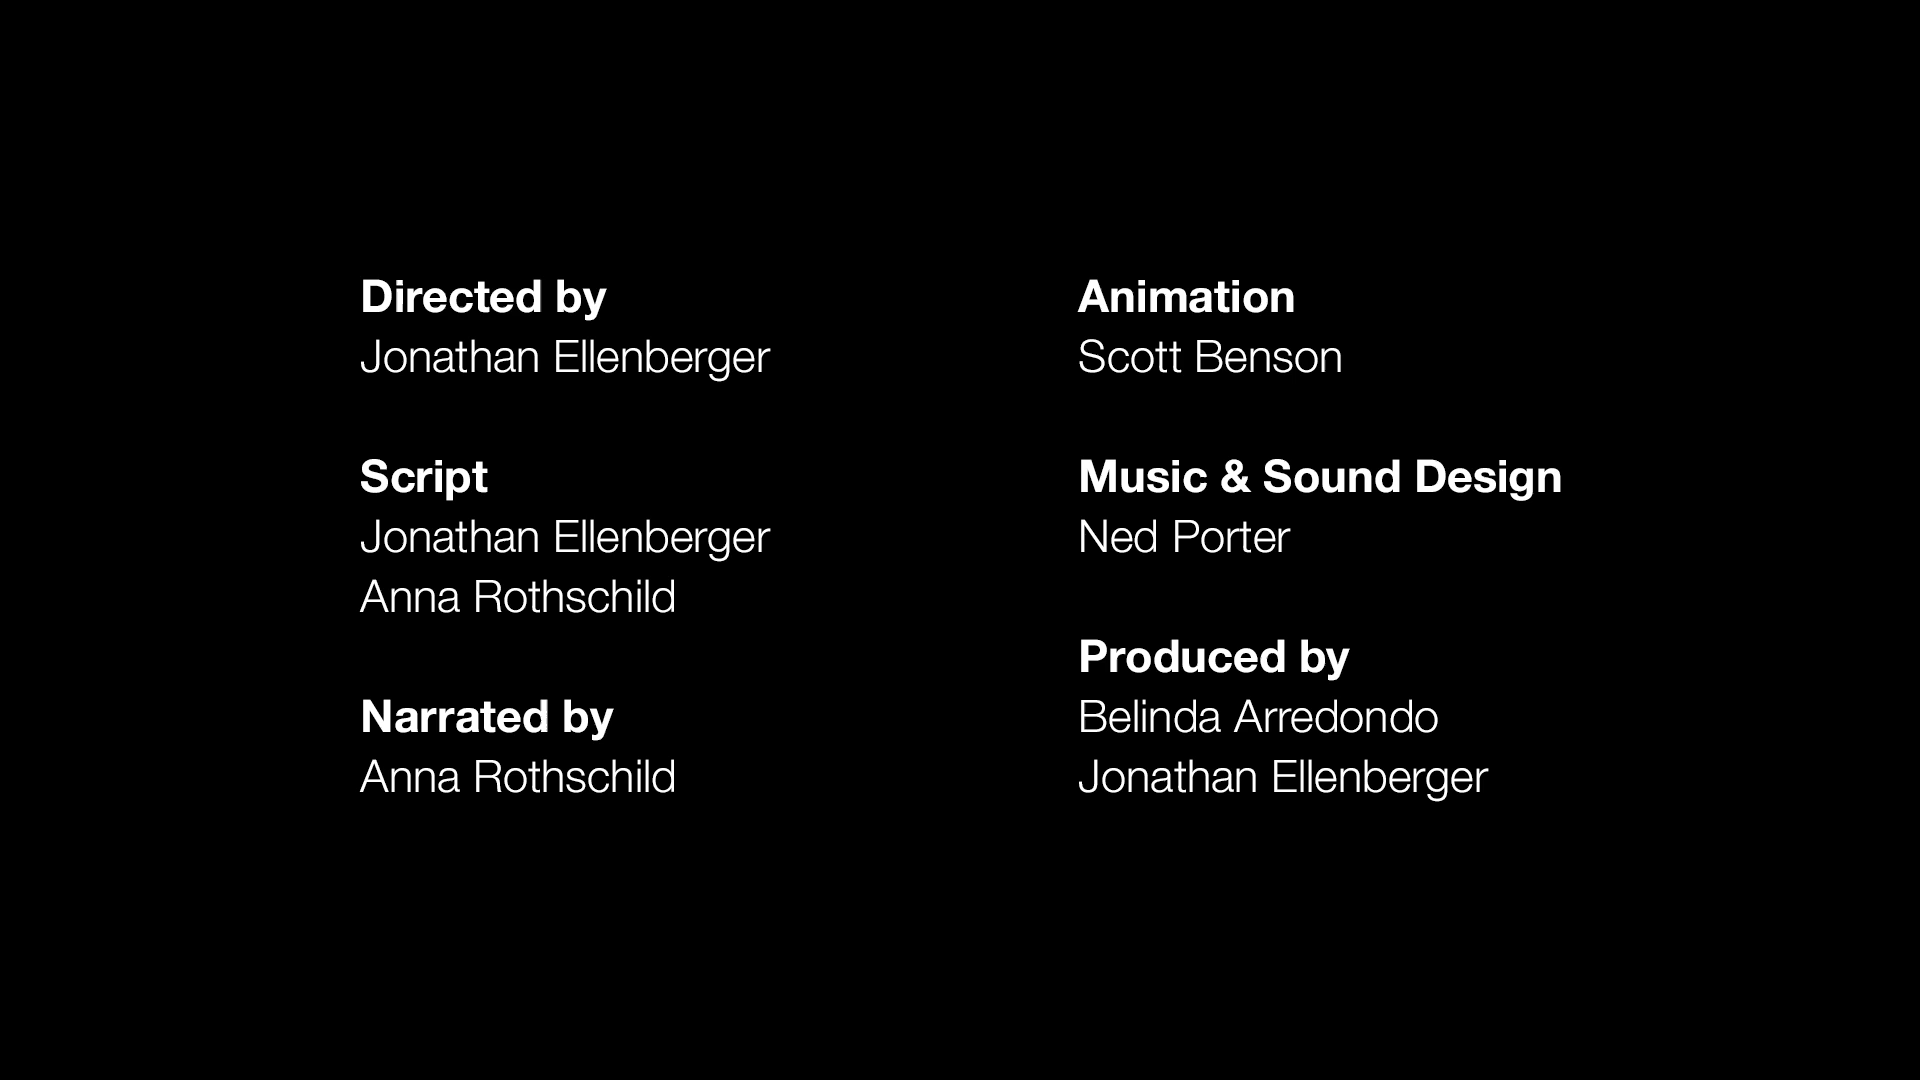 Directed by
Jonathan Ellenberger
Script
Jonathan Ellenberger
Anna Rothschild
Narrated by
Anna Rothschild
Animation
Scott Benson
Music & Sound Design
Ned Porter
Produced by
Belinda Arredondo
Jonathan Ellenberger